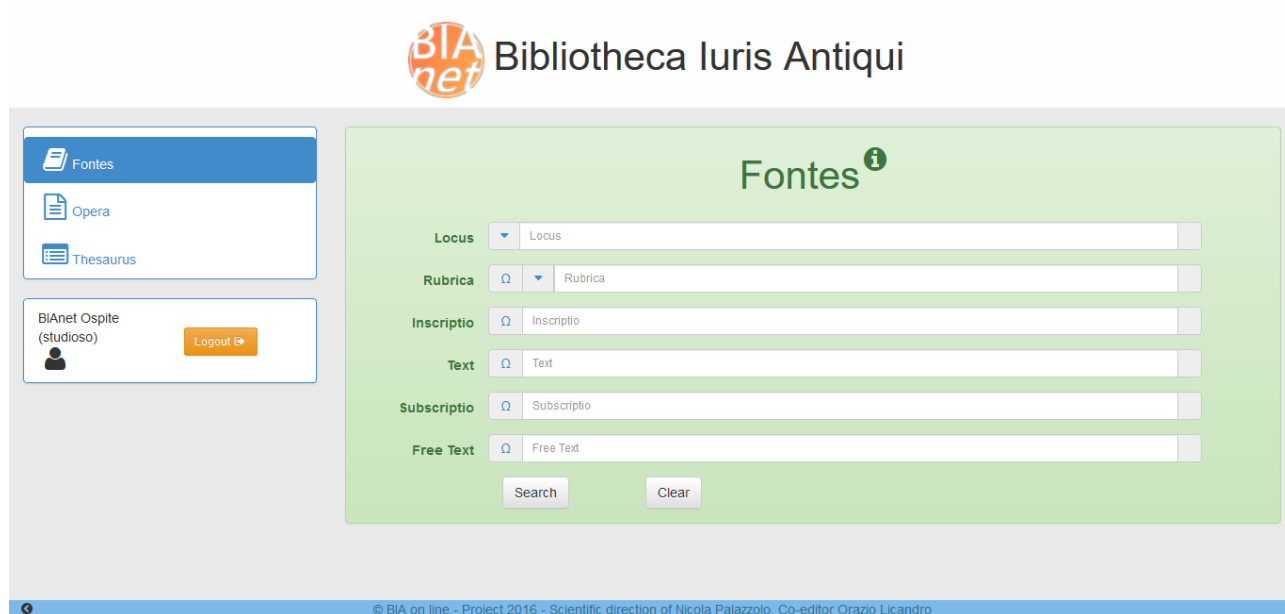 BIA
net
Bibliotheca Iuris Antiqui
Fontes
Opera
Thesaurus
BIAnet Ospite
(studioso)
Logout
Fontes
Locus Locus
Rubrica Ω Rubrica
Inscriptio Ω Inscriptio
Text Ω Text
Subscriptio Ω Subscriptio
Free Text Ω Free Text
Search Clear
© BIA on line - Project 2016 - Scientific direction of Nicola Palazzolo, Co-editor Orazio Licandro